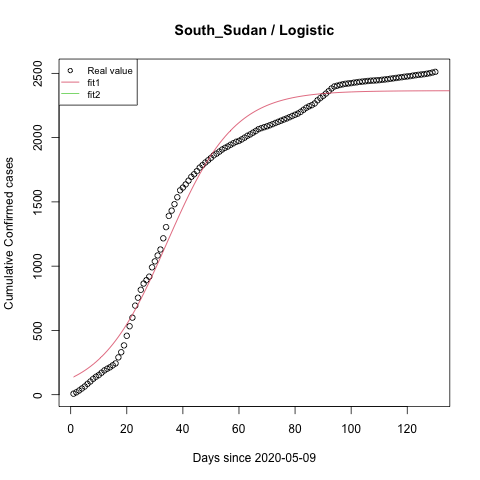 South_Sudan / Logistic
Real value
fit1
fit2
Cumulative Confirmed cases
2500
2000
1500
1000
500
0
0 20 40 60 80 100 120
Days since 2020-05-09